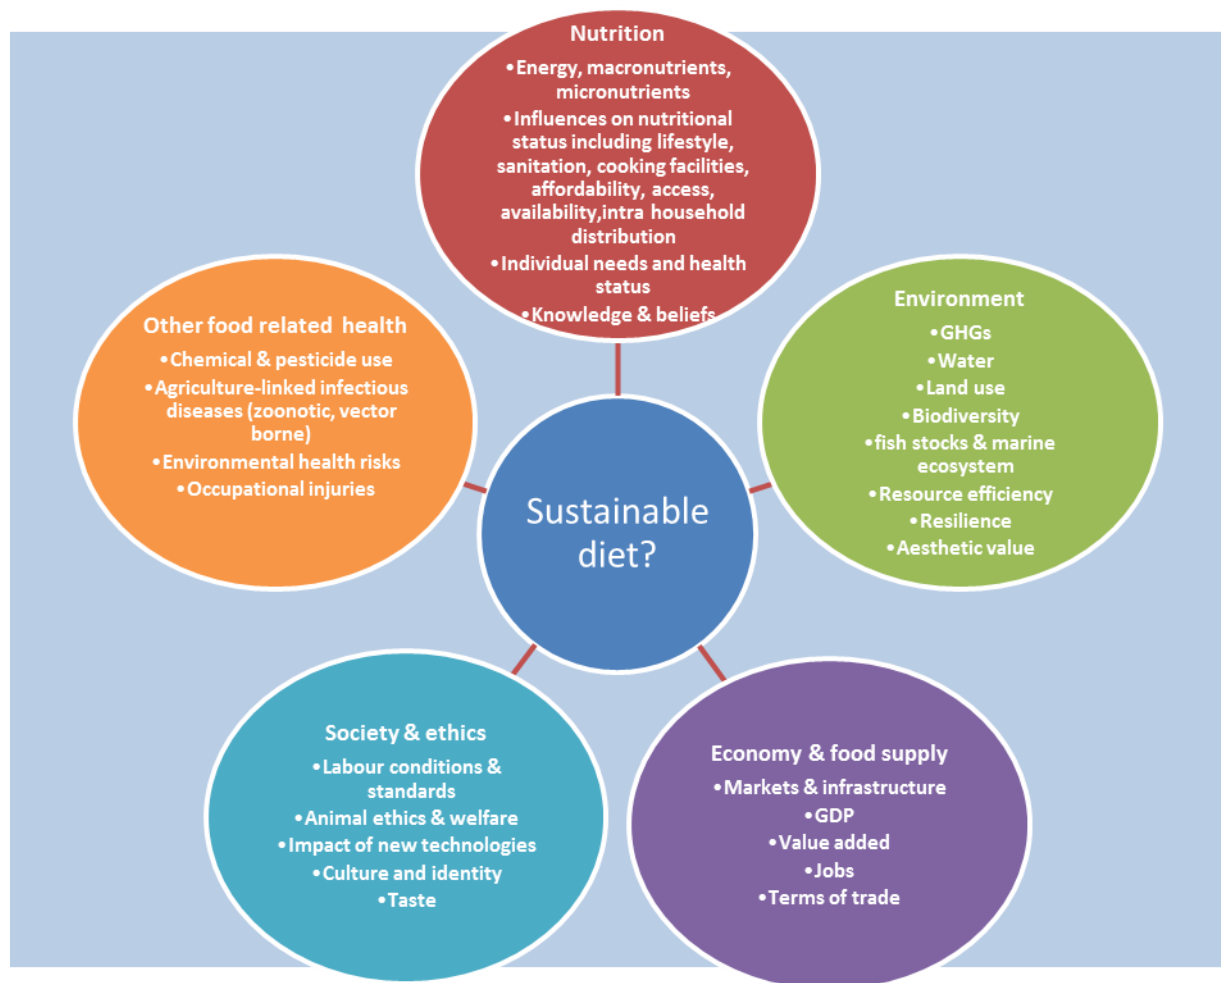 Nutrition
•Energy, macronutrients,
micronutrients
•Influences on nutritional
status including lifestyle,
sanitation, cooking facilities,
affordability, access,
availability,intra household
distribution
•Individual needs and health
status
•Knowledge & beliefs
Environment
•GHGs
•Water
•Land use
•Biodiversity
•fish stocks & marine
ecosystem
•Resource efficiency
•Resilience
•Aesthetic value
Economy & food supply
•Markets & infrastructure
•GDP
•Value added
•Jobs
•Terms of trade
Society & ethics
•Labour conditions &
standards
•Animal ethics & welfare
•Impact of new technologies
•Culture and identity
•Taste
Other food related health
•Chemical & pesticide use
•Agriculture-linked infectious
diseases (zoonotic, vector
borne)
•Environmental health risks
•Occupational injuries
Sustainable
diet?